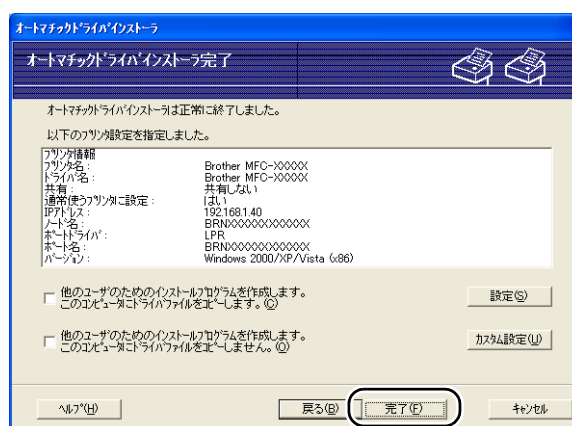 オートマチックドライバインストーラ
オートマチックドライバインストーラ完了
オートマチックドライバインストーラは正常に終了しました。
以下のプリンタ設定を指定しました。
プリンタ情報
プリンタ名: Brother MFC-XXXXX
ドライバ名: Brother MFC-XXXXX
共有: 共有しない
通常使うプリンタに設定: はい
IPアドレス: 192.168.1.40
ノード名: BRNXXXXXXXXXXXX
ポートドライバ: LPR
ポート名: BRNXXXXXXXXXXXX
バージョン: Windows 2000/XP/Vista (x86)
他のユーザのためのインストールプログラムを作成します。
このコンピュータにドライバファイルをコピーします。(C)
設定(S)
他のユーザのためのインストールプログラムを作成します。
このコンピュータにドライバファイルをコピーしません。(O)
カスタム設定(U)
ヘルプ(H)
戻る(B)
完了(F)
キャンセル